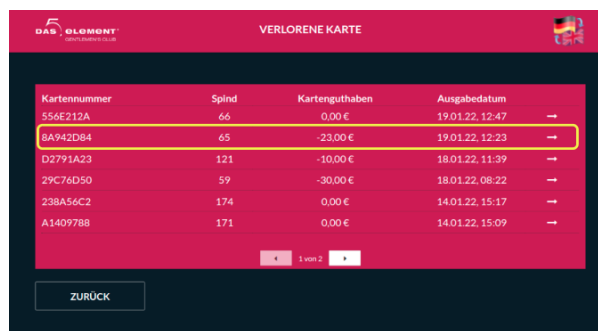 5
DAS element
GENTLEMEN'S CLUB
VERLORENE KARTE
Kartennummer Spind Kartenguthaben Ausgabedatum
556E212A 66 0,00 € 19.01.22, 12:47 →
8A942D84 65 -23,00 € 19.01.22, 12:23 →
D2791A23 121 -10,00 € 18.01.22, 11:39 →
29C76D50 59 -30,00 € 18.01.22, 08:22 →
238A56C2 174 0,00 € 14.01.22, 15:17 →
A1409788 171 0,00 € 14.01.22, 15:09 →
1 von 2
ZURÜCK